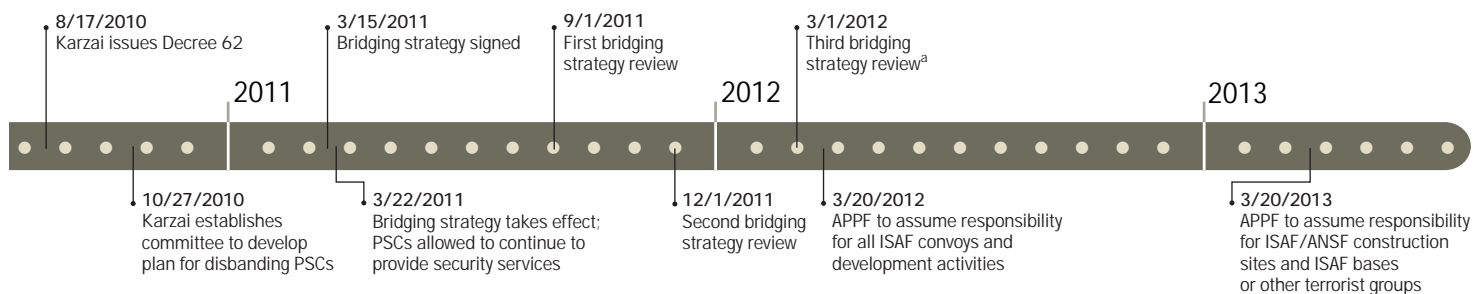 8/17/2010
Karzai issues Decree 62
3/15/2011
Bridging strategy signed
9/1/2011
First bridging
strategy review
3/1/2012
Third bridging
strategy reviewa
2011
2012
2013
10/27/2010
Karzai establishes
committee to develop
plan for disbanding PSCs
3/22/2011
Bridging strategy takes effect;
PSCs allowed to continue to
provide security services
12/1/2011
Second bridging
strategy review
3/20/2012
APPF to assume responsibility
for all ISAF convoys and
development activities
3/20/2013
APPF to assume responsibility
for ISAF/ANSF construction
sites and ISAF bases
or other terrorist groups